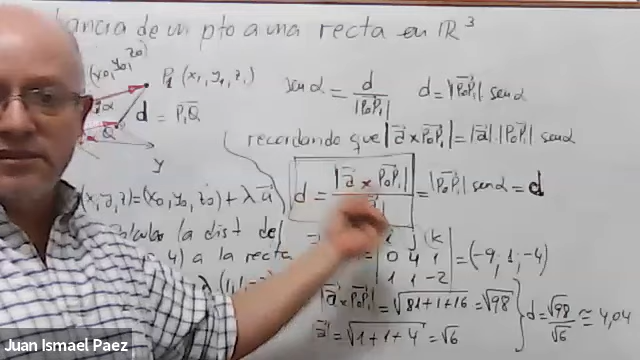 tancia de un pto a una recta en ℝ³
(x₀, y₀, z₀)
P₁ (x₁, y₁, z₁)
α
d = P₁Q
Q
y
sen α = d / |P₀P₁|
d = |P₀P₁| sen α
recordando que |a⃗ x P₀P₁| = |a⃗|.|P₀P₁| sen α
d = |a⃗ x P₀P₁| = |P₀P₁| sen α = d
(x, y, z) = (x₀, y₀, z₀) + λ a⃗
la dist del
4) a la recta
j k
0 4 1
1 1 -2
= (-9, 1, -4)
|a⃗ x P₀P₁| = √81+1+16 = √98
a⃗ = √1+1+4 = √6
d = √98 / √6 ≅ 4,04
Juan Ismael Paez